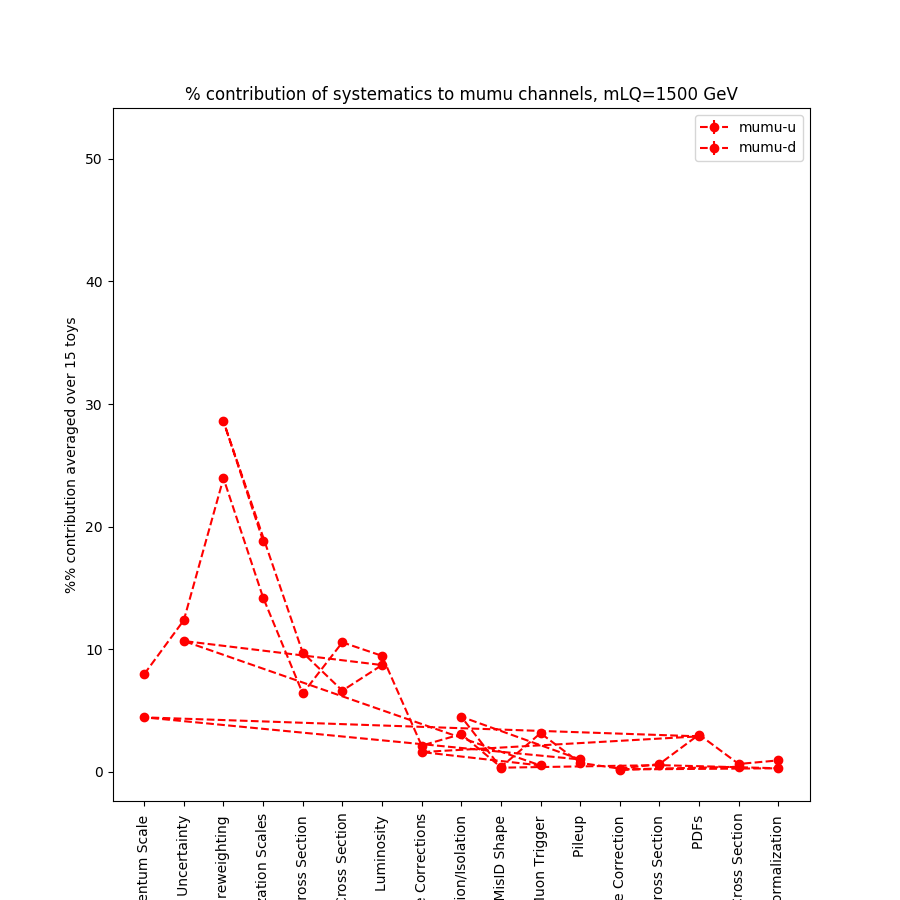 % contribution of systematics to mumu channels, mLQ=1500 GeV
mumu-u
mumu-d
%% contribution averaged over 15 toys
50
40
30
20
10
0
entum Scale
Uncertainty
reweighting
zation Scales
ross Section
Cross Section
Luminosity
e Corrections
ion/Isolation
MisID Shape
Muon Trigger
Pileup
e Correction
ross Section
PDFs
Cross Section
ormalization